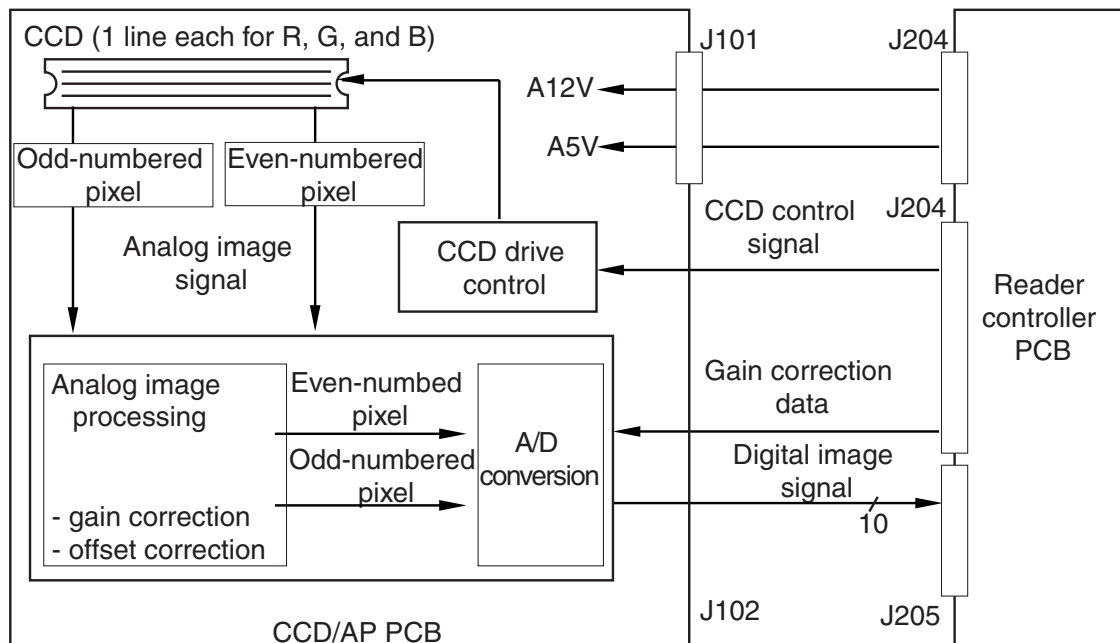 CCD (1 line each for R, G, and B)
J101
J204
A12V
A5V
Odd-numbered
pixel
Even-numbered
pixel
J204
CCD control
signal
Analog image
signal
CCD drive
control
Reader
controller
PCB
Analog image
processing
Even-numbed
pixel
Gain correction
data
A/D
conversion
Odd-numbered
pixel
Digital image
signal
10
- gain correction
- offset correction
J102
J205
CCD/AP PCB